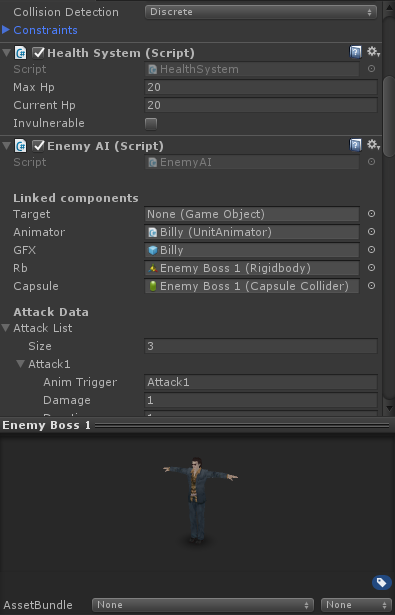 Collision Detection Discrete
Constraints
Health System (Script)
Script HealthSystem
Max Hp 20
Current Hp 20
Invulnerable
Enemy AI (Script)
Script EnemyAI
Linked components
Target None (Game Object)
Animator Billy (UnitAnimator)
GFX Billy
Rb Enemy Boss 1 (Rigidbody)
Capsule Enemy Boss 1 (Capsule Collider)
Attack Data
Attack List
Size 3
Attack1
Anim Trigger Attack1
Damage 1
Enemy Boss 1
AssetBundle None None